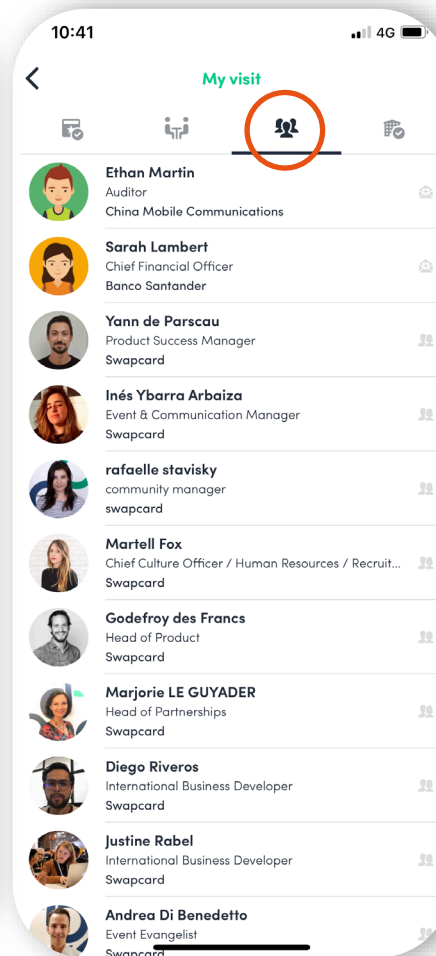 10:41
4G
My visit
Ethan Martin
Auditor
China Mobile Communications
Sarah Lambert
Chief Financial Officer
Banco Santander
Yann de Parscau
Product Success Manager
Swapcard
Inés Ybarra Arbaiza
Event & Communication Manager
Swapcard
rafaelle stavisky
community manager
swapcard
Martell Fox
Chief Culture Officer / Human Resources / Recruit...
Swapcard
Godefroy des Francs
Head of Product
Swapcard
Marjorie LE GUYADER
Head of Partnerships
Swapcard
Diego Riveros
International Business Developer
Swapcard
Justine Rabel
International Business Developer
Swapcard
Andrea Di Benedetto
Event Evangelist
Swapcard